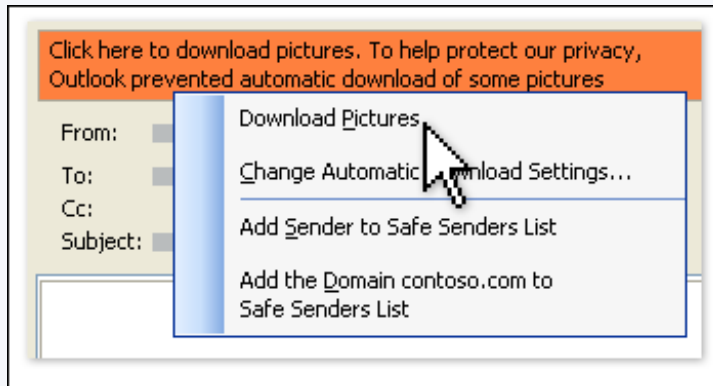 Click here to download pictures. To help protect our privacy,
Outlook prevented automatic download of some pictures
Download Pictures
From:
Change Automatic wnload Settings...
To:
Cc:
Add Sender to Safe Senders List
Subject:
Add the Domain contoso.com to
Safe Senders List